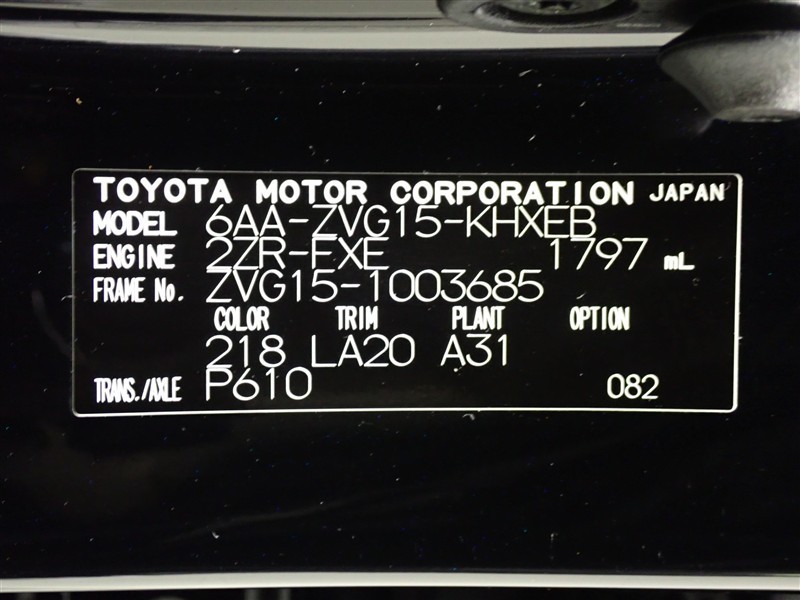 TOYOTA MOTOR CORPORATION JAPAN
MODEL 6AA-ZVG15-KHXEB
ENGINE 2ZR-FXE 1797 mL
FRAME No. ZVG15-1003685
COLOR TRIM PLANT OPTION
218 LA20 A31
TRANS./AXLE P610 082